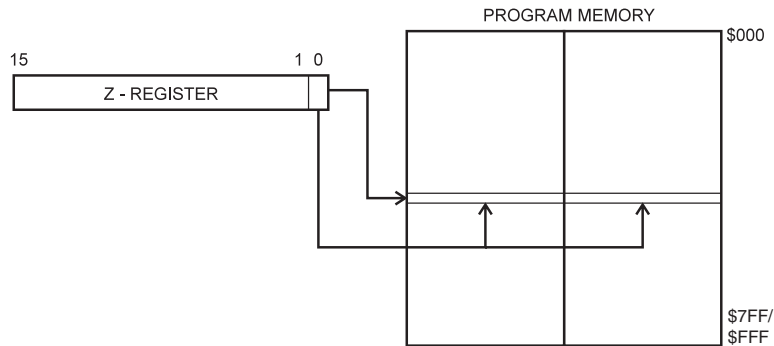 PROGRAM MEMORY
$000
15 1 0
Z - REGISTER
$7FF/
$FFF